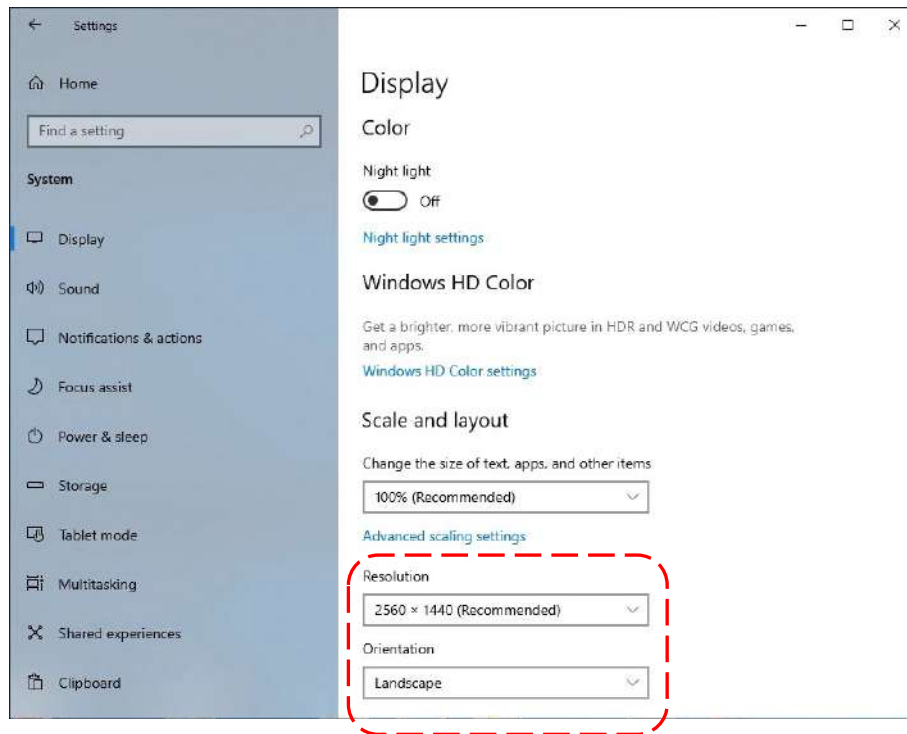 Settings
Home
Find a setting
System
Display
Sound
Notifications & actions
Focus assist
Power & sleep
Storage
Tablet mode
Multitasking
Shared experiences
Clipboard
Display
Color
Night light
Off
Night light settings
Windows HD Color
Get a brighter, more vibrant picture in HDR and WCG videos, games,
and apps.
Windows HD Color settings
Scale and layout
Change the size of text, apps, and other items
100% (Recommended)
Advanced scaling settings
Resolution
2560 × 1440 (Recommended)
Orientation
Landscape